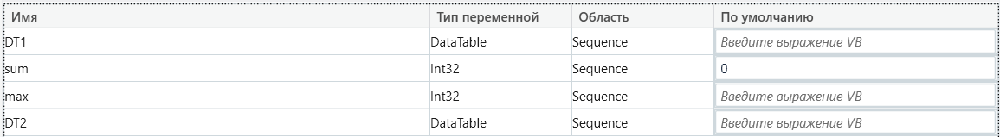 Имя Тип переменной Область По умолчанию
DT1 DataTable Sequence Введите выражение VB
sum Int32 Sequence 0
max Int32 Sequence Введите выражение VB
DT2 DataTable Sequence Введите выражение VB